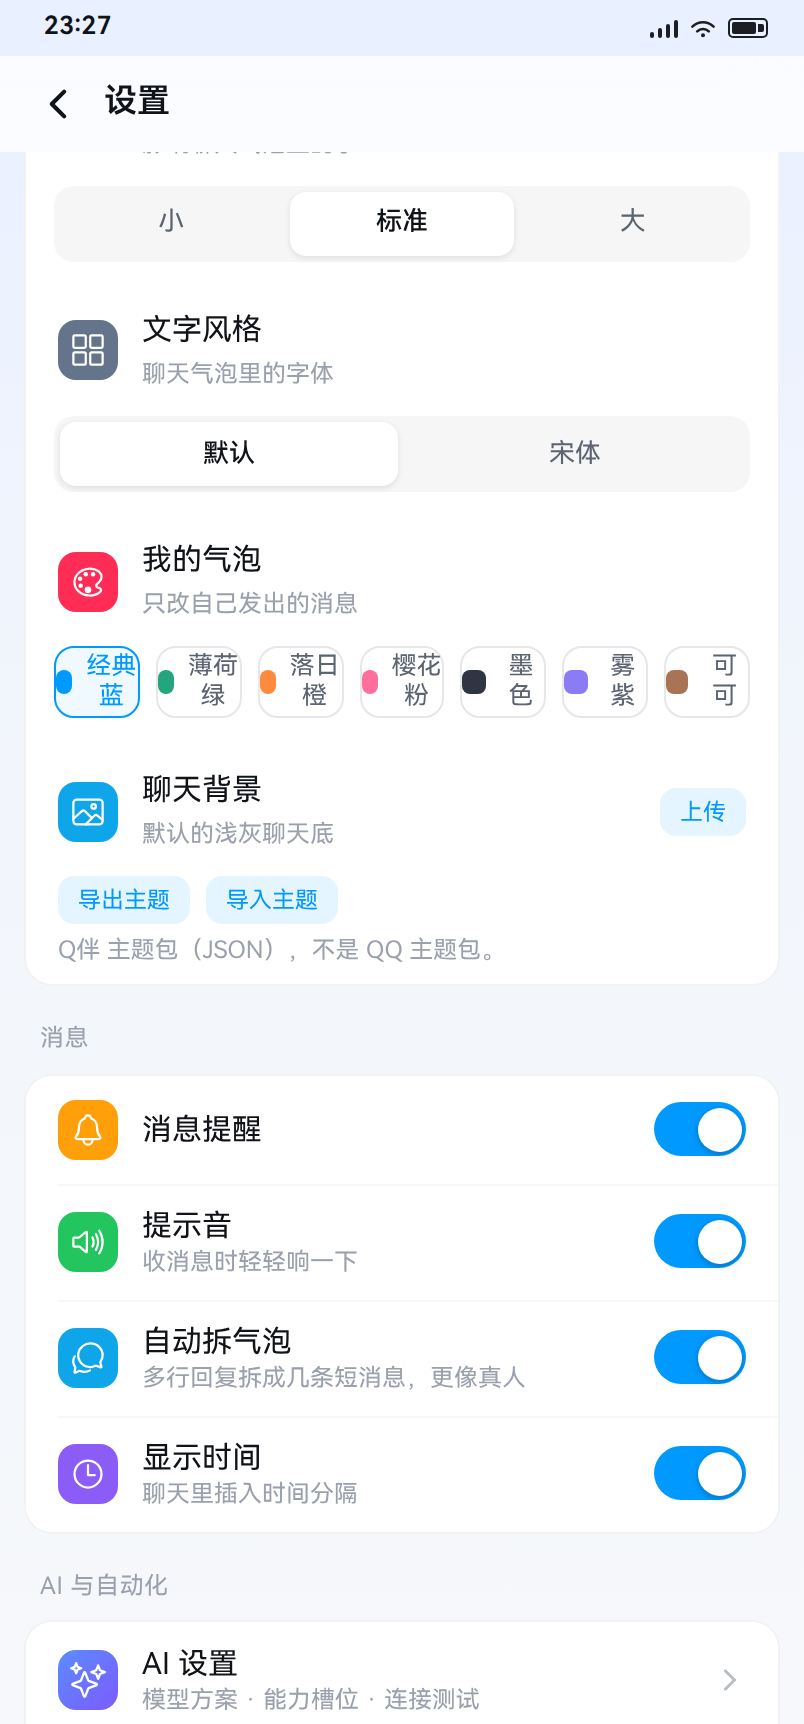 23:27
设置
小
标准
大
文字风格
聊天气泡里的字体
默认
宋体
我的气泡
只改自己发出的消息
经典
蓝
薄荷
绿
落日
橙
樱花
粉
墨
色
雾
紫
可
可
聊天背景
默认的浅灰聊天底
上传
导出主题
导入主题
Q伴 主题包（JSON），不是 QQ 主题包。
消息
消息提醒
提示音
收消息时轻轻响一下
自动拆气泡
多行回复拆成几条短消息，更像真人
显示时间
聊天里插入时间分隔
AI 与自动化
AI 设置
模型方案 · 能力槽位 · 连接测试